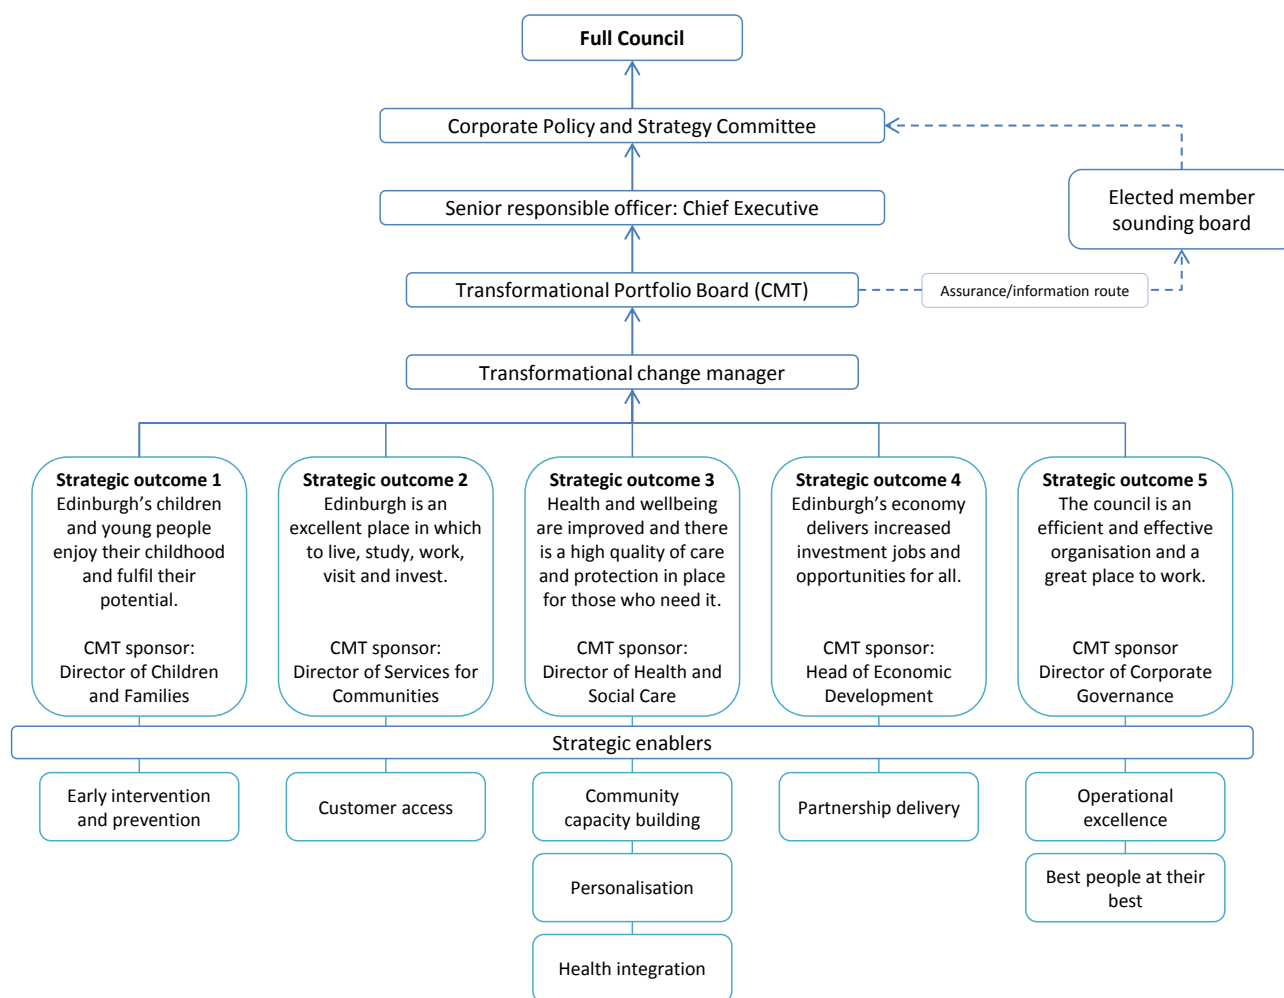 Full Council
Corporate Policy and Strategy Committee
Senior responsible officer: Chief Executive
Elected member
sounding board
Transformational Portfolio Board (CMT)
Assurance/information route
Transformational change manager
Strategic outcome 1
Edinburgh’s children
and young people
enjoy their childhood
and fulfil their
potential.
CMT sponsor:
Director of Children
and Families
Strategic outcome 2
Edinburgh is an
excellent place in which
to live, study, work,
visit and invest.
CMT sponsor:
Director of Services for
Communities
Strategic outcome 3
Health and wellbeing
are improved and there
is a high quality of care
and protection in place
for those who need it.
CMT sponsor:
Director of Health and
Social Care
Strategic outcome 4
Edinburgh’s economy
delivers increased
investment jobs and
opportunities for all.
CMT sponsor:
Head of Economic
Development
Strategic outcome 5
The council is an
efficient and effective
organisation and a
great place to work.
CMT sponsor
Director of Corporate
Governance
Strategic enablers
Early intervention
and prevention
Customer access
Community
capacity building
Partnership delivery
Operational
excellence
Personalisation
Best people at their
best
Health integration